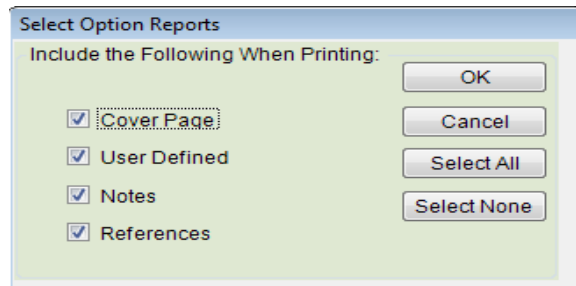 Select Option Reports
Include the Following When Printing:
OK
Cover Page
Cancel
User Defined
Select All
Notes
Select None
References